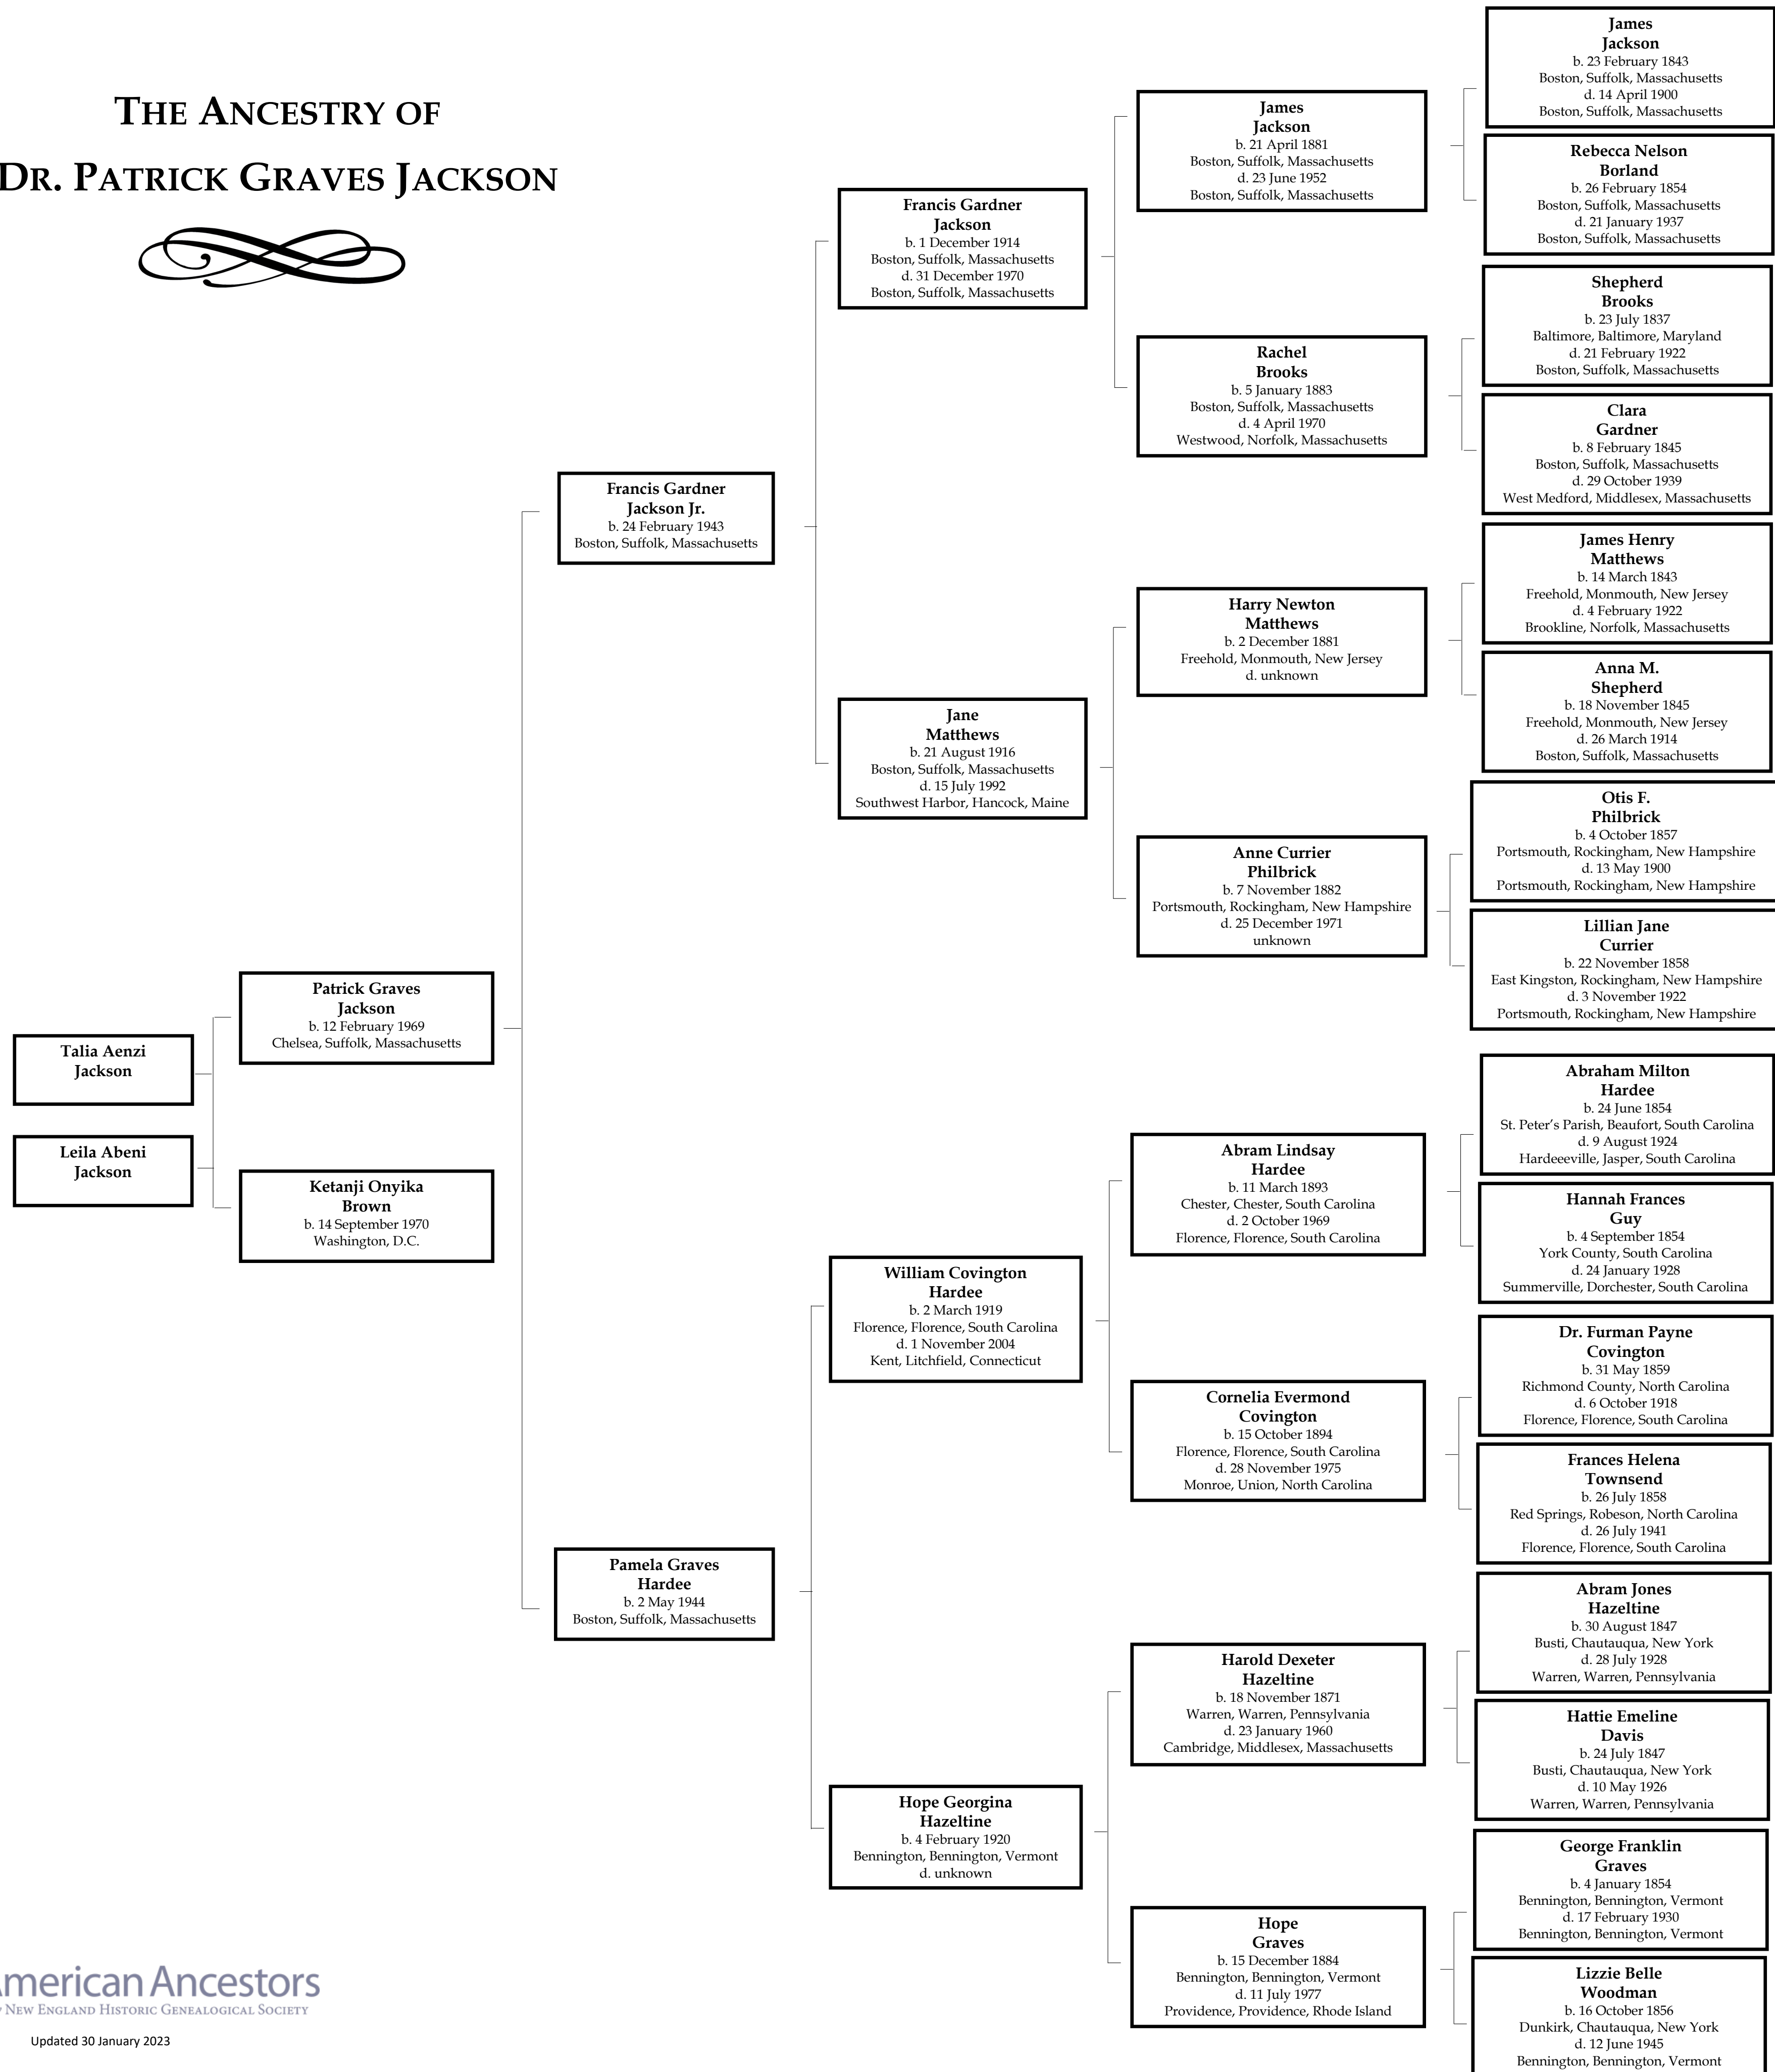 THE ANCESTRY OF
DR. PATRICK GRAVES JACKSON
Talia Aenzi
Jackson
Leila Abeni
Jackson
Patrick Graves
Jackson
b. 12 February 1969
Chelsea, Suffolk, Massachusetts
Ketanji Onyika
Brown
b. 14 September 1970
Washington, D.C.
Francis Gardner
Jackson Jr.
b. 24 February 1943
Boston, Suffolk, Massachusetts
Pamela Graves
Hardee
b. 2 May 1944
Boston, Suffolk, Massachusetts
Francis Gardner
Jackson
b. 1 December 1914
Boston, Suffolk, Massachusetts
d. 31 December 1970
Boston, Suffolk, Massachusetts
Jane
Matthews
b. 21 August 1916
Boston, Suffolk, Massachusetts
d. 15 July 1992
Southwest Harbor, Hancock, Maine
William Covington
Hardee
b. 2 March 1919
Florence, Florence, South Carolina
d. 1 November 2004
Kent, Litchfield, Connecticut
Hope Georgina
Hazeltine
b. 4 February 1920
Bennington, Bennington, Vermont
d. unknown
James
Jackson
b. 21 April 1881
Boston, Suffolk, Massachusetts
d. 23 June 1952
Boston, Suffolk, Massachusetts
Rachel
Brooks
b. 5 January 1883
Boston, Suffolk, Massachusetts
d. 4 April 1970
Westwood, Norfolk, Massachusetts
Harry Newton
Matthews
b. 2 December 1881
Freehold, Monmouth, New Jersey
d. unknown
Anne Currier
Philbrick
b. 7 November 1882
Portsmouth, Rockingham, New Hampshire
d. 25 December 1971
unknown
Abram Lindsay
Hardee
b. 11 March 1893
Chester, Chester, South Carolina
d. 2 October 1969
Florence, Florence, South Carolina
Cornelia Evermond
Covington
b. 15 October 1894
Florence, Florence, South Carolina
d. 28 November 1975
Monroe, Union, North Carolina
Harold Dexeter
Hazeltine
b. 18 November 1871
Warren, Warren, Pennsylvania
d. 23 January 1960
Cambridge, Middlesex, Massachusetts
Hope
Graves
b. 15 December 1884
Bennington, Bennington, Vermont
d. 11 July 1977
Providence, Providence, Rhode Island
James
Jackson
b. 23 February 1843
Boston, Suffolk, Massachusetts
d. 14 April 1900
Boston, Suffolk, Massachusetts
Rebecca Nelson
Borland
b. 26 February 1854
Boston, Suffolk, Massachusetts
d. 21 January 1937
Boston, Suffolk, Massachusetts
Shepherd
Brooks
b. 23 July 1837
Baltimore, Baltimore, Maryland
d. 21 February 1922
Boston, Suffolk, Massachusetts
Clara
Gardner
b. 8 February 1845
Boston, Suffolk, Massachusetts
d. 29 October 1939
West Medford, Middlesex, Massachusetts
James Henry
Matthews
b. 14 March 1843
Freehold, Monmouth, New Jersey
d. 4 February 1922
Brookline, Norfolk, Massachusetts
Anna M.
Shepherd
b. 18 November 1845
Freehold, Monmouth, New Jersey
d. 26 March 1914
Boston, Suffolk, Massachusetts
Otis F.
Philbrick
b. 4 October 1857
Portsmouth, Rockingham, New Hampshire
d. 13 May 1900
Portsmouth, Rockingham, New Hampshire
Lillian Jane
Currier
b. 22 November 1858
East Kingston, Rockingham, New Hampshire
d. 3 November 1922
Portsmouth, Rockingham, New Hampshire
Abraham Milton
Hardee
b. 24 June 1854
St. Peter's Parish, Beaufort, South Carolina
d. 9 August 1924
Hardeeeville, Jasper, South Carolina
Hannah Frances
Guy
b. 4 September 1854
York County, South Carolina
d. 24 January 1928
Summerville, Dorchester, South Carolina
Dr. Furman Payne
Covington
b. 31 May 1859
Richmond County, North Carolina
d. 6 October 1918
Florence, Florence, South Carolina
Frances Helena
Townsend
b. 26 July 1858
Red Springs, Robeson, North Carolina
d. 26 July 1941
Florence, Florence, South Carolina
Abram Jones
Hazeltine
b. 30 August 1847
Busti, Chautauqua, New York
d. 28 July 1928
Warren, Warren, Pennsylvania
Hattie Emeline
Davis
b. 24 July 1847
Busti, Chautauqua, New York
d. 10 May 1926
Warren, Warren, Pennsylvania
George Franklin
Graves
b. 4 January 1854
Bennington, Bennington, Vermont
d. 17 February 1930
Bennington, Bennington, Vermont
Lizzie Belle
Woodman
b. 16 October 1856
Dunkirk, Chautauqua, New York
d. 12 June 1945
Bennington, Bennington, Vermont
American Ancestors
NEW ENGLAND HISTORIC GENEALOGICAL SOCIETY
Updated 30 January 2023